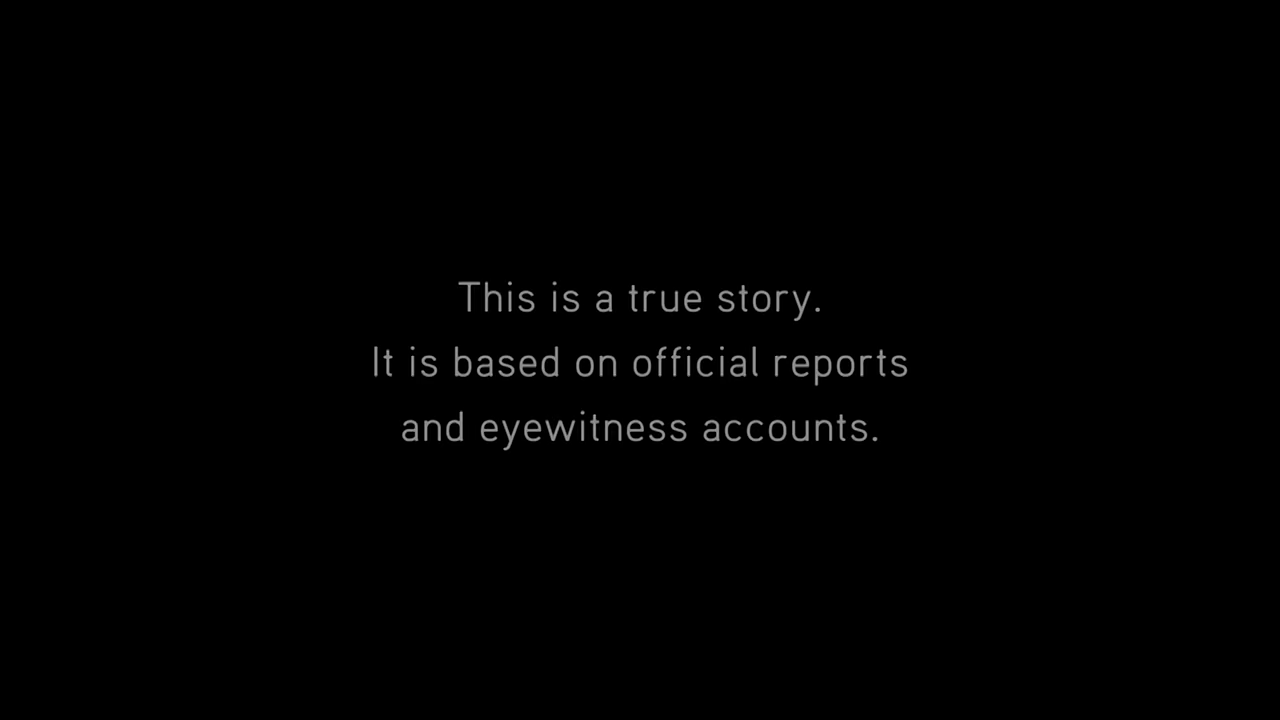 This is a true story.
It is based on official reports
and eyewitness accounts.